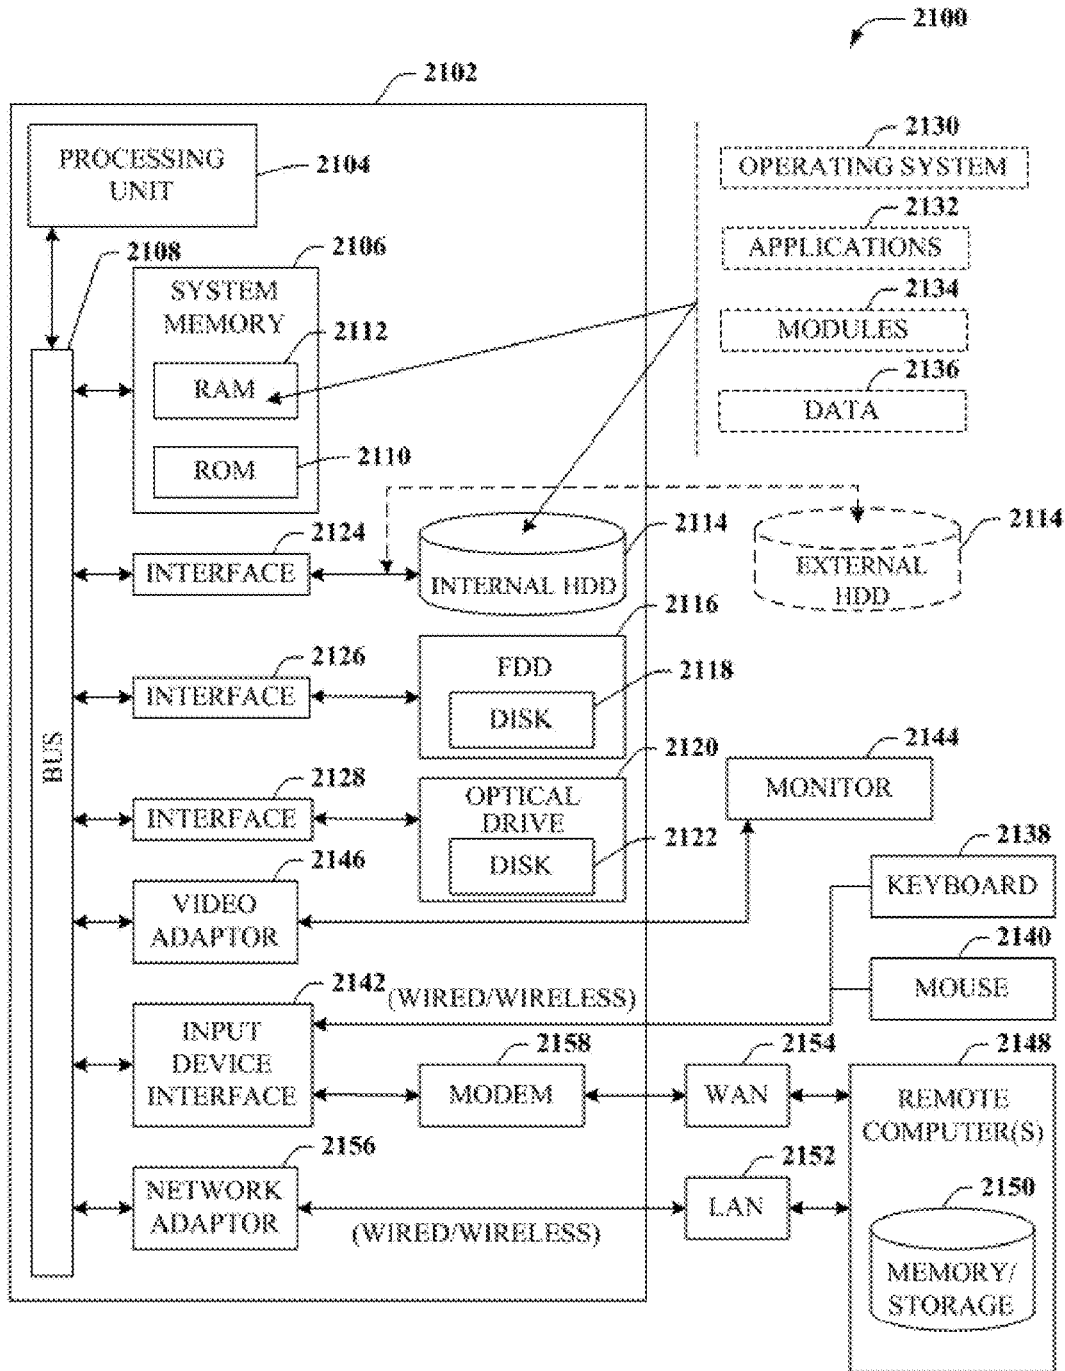 2100
2102
PROCESSING
UNIT
2104
2130
OPERATING SYSTEM
2132
APPLICATIONS
2108
2106
SYSTEM
MEMORY
2134
MODULES
2112
RAM
2136
DATA
2110
ROM
2124
INTERFACE
2114
INTERNAL HDD
2114
EXTERNAL
HDD
2116
FDD
2126
INTERFACE
2118
DISK
BUS
2120
OPTICAL
DRIVE
2144
MONITOR
2128
INTERFACE
2122
DISK
2138
KEYBOARD
2146
VIDEO
ADAPTOR
2140
MOUSE
2142
(WIRED/WIRELESS)
INPUT
DEVICE
INTERFACE
2158
MODEM
2154
WAN
2148
REMOTE
COMPUTER(S)
2156
NETWORK
ADAPTOR
(WIRED/WIRELESS)
2152
LAN
2150
MEMORY/
STORAGE